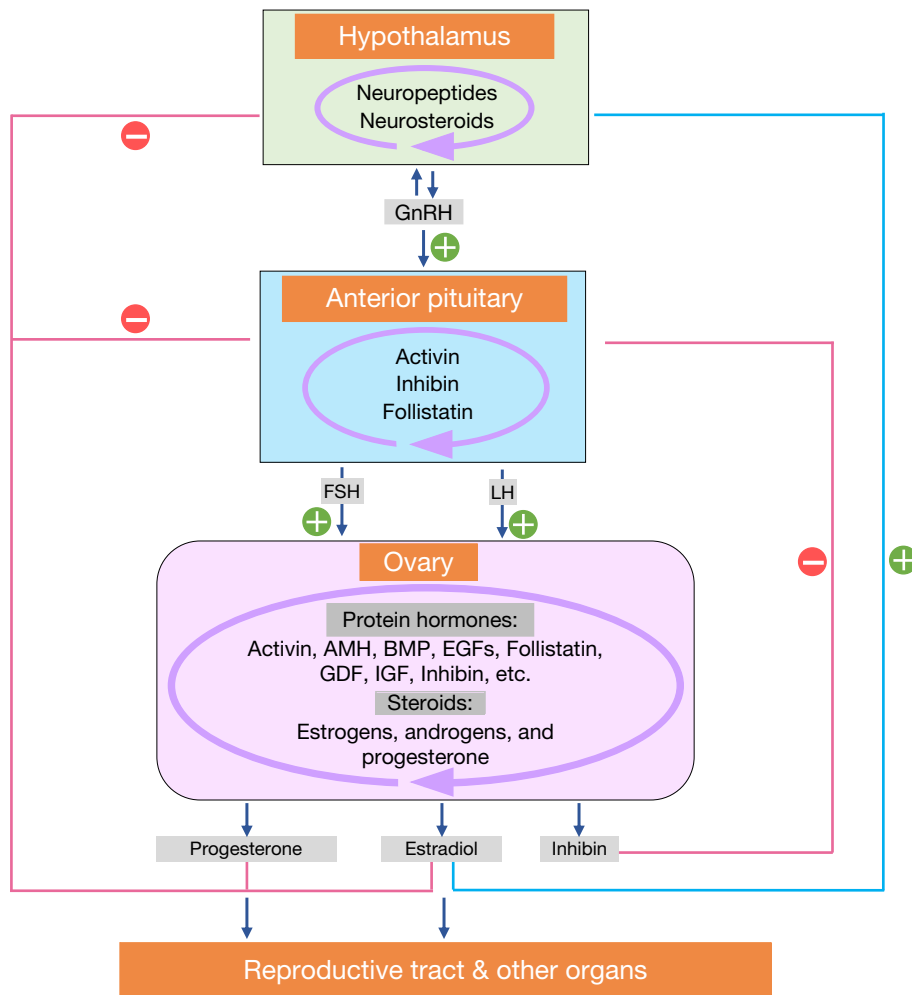 Hypothalamus
Neuropeptides
Neurosteroids
GnRH
Anterior pituitary
Activin
Inhibin
Follistatin
FSH
LH
Ovary
Protein hormones:
Activin, AMH, BMP, EGFs, Follistatin,
GDF, IGF, Inhibin, etc.
Steroids:
Estrogens, androgens, and
progesterone
Progesterone
Estradiol
Inhibin
Reproductive tract & other organs